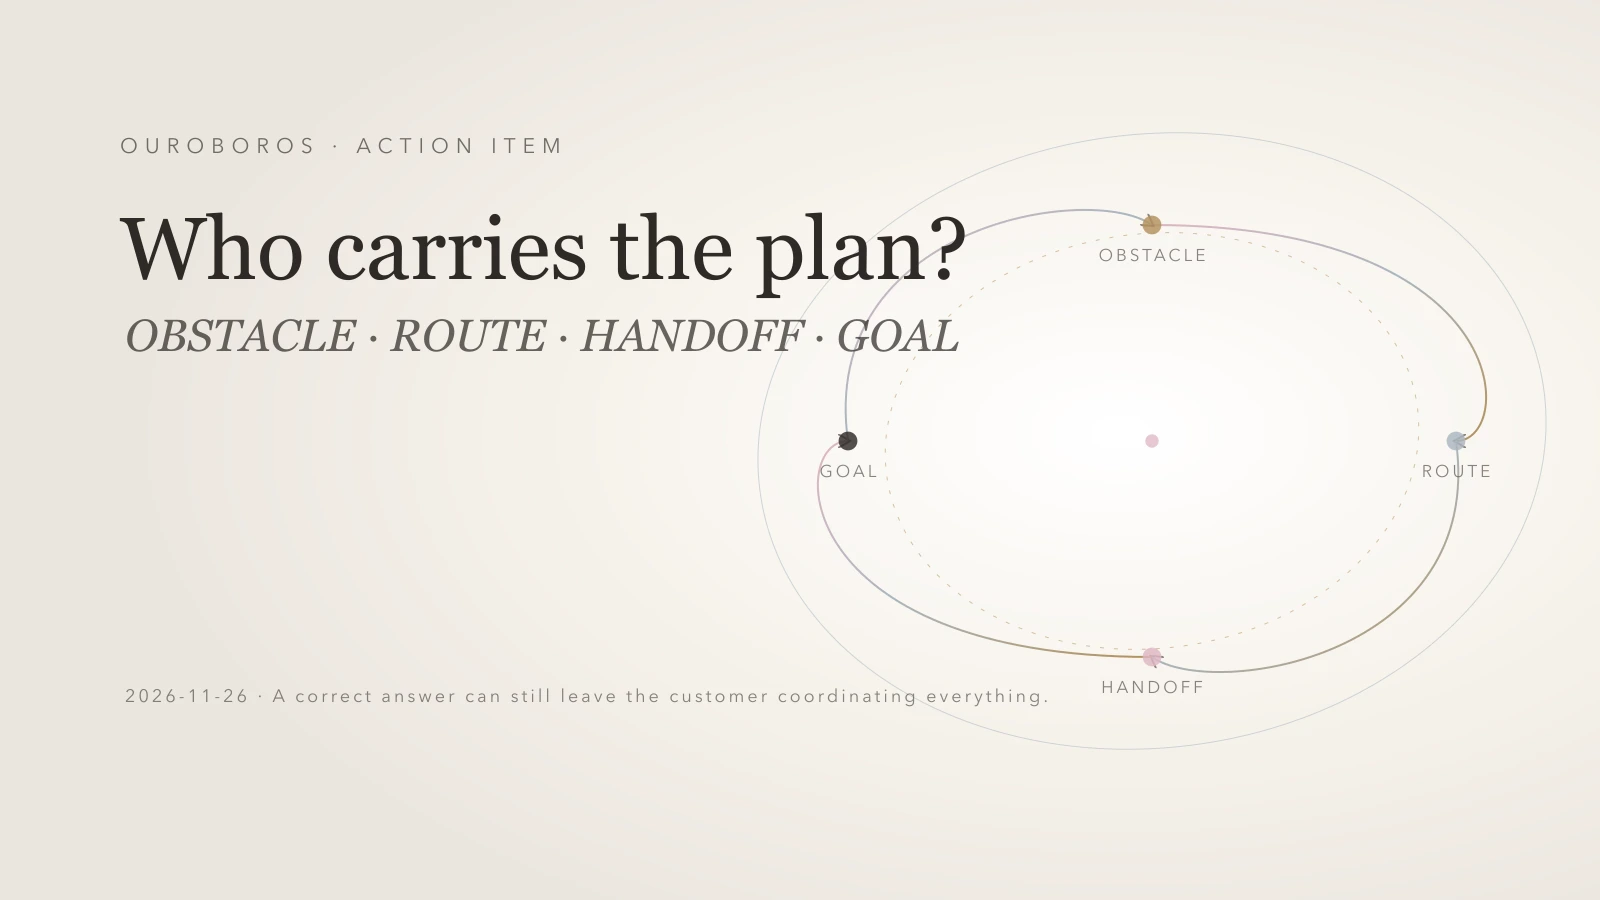 OUROBOROS · ACTION ITEM
Who carries the plan?
OBSTACLE · ROUTE · HANDOFF · GOAL
OBSTACLE
GOAL
ROUTE
HANDOFF
2026-11-26 · A correct answer can still leave the customer coordinating everything.